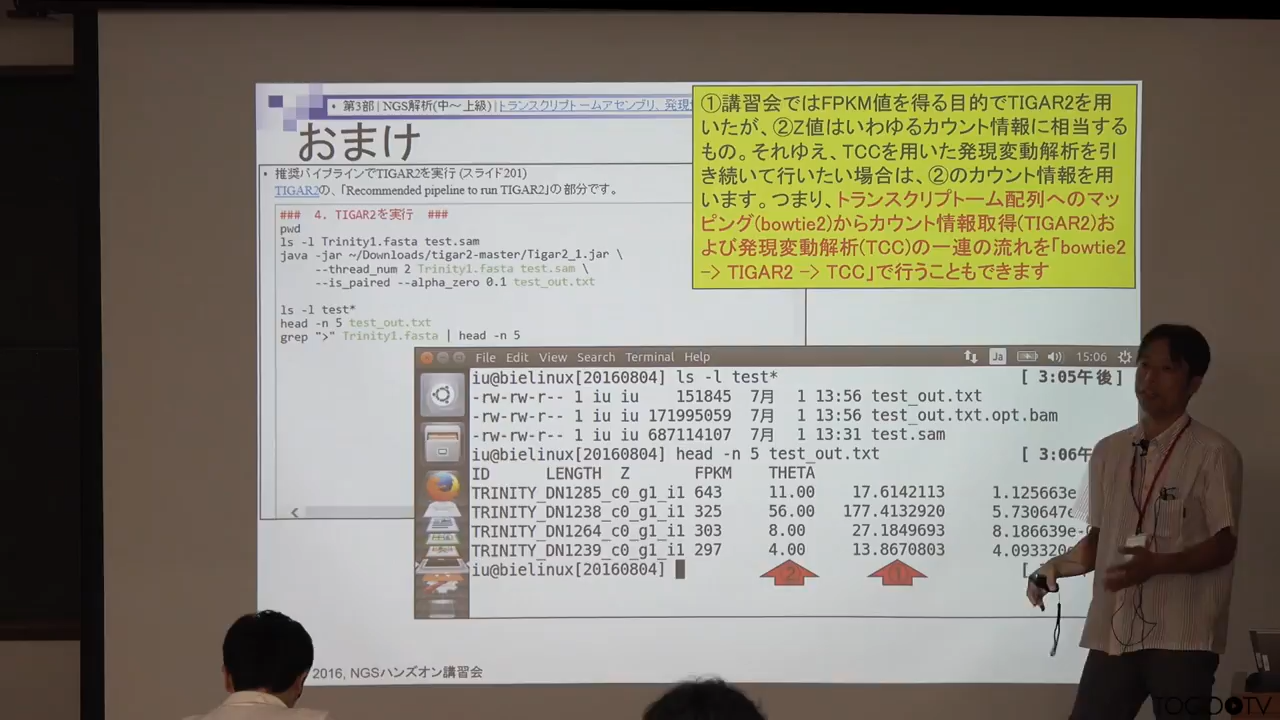 • 第3部 | NGS解析(中～上級) | トランスクリプトームアセンブリ、発現
おまけ
• 推奨パイプラインでTIGAR2を実行 (スライド201)
TIGAR2の、「Recommended pipeline to run TIGAR2」の部分です。
### 4. TIGAR2を実行 ###
pwd
ls -l Trinity1.fasta test.sam
java -jar ~/Downloads/tigar2-master/Tigar2_1.jar \
--thread_num 2 Trinity1.fasta test.sam \
--is_paired --alpha_zero 0.1 test_out.txt
ls -l test*
head -n 5 test_out.txt
grep ">" Trinity1.fasta | head -n 5
①講習会ではFPKM値を得る目的でTIGAR2を用
いたが、②Z値はいわゆるカウント情報に相当する
もの。それゆえ、TCCを用いた発現変動解析を引
き続いて行いたい場合は、②のカウント情報を用
います。つまり、トランスクリプトーム配列へのマッ
ピング(bowtie2)からカウント情報取得(TIGAR2)お
よび発現変動解析(TCC)の一連の流れを「bowtie2
-> TIGAR2 -> TCC」で行うこともできます
File Edit View Search Terminal Help Ja 15:06
iu@bielinux[20160804] ls -l test* [ 3:05午後]
-rw-rw-r-- 1 iu iu 151845 7月 1 13:56 test_out.txt
-rw-rw-r-- 1 iu iu 171995059 7月 1 13:56 test_out.txt.opt.bam
-rw-rw-r-- 1 iu iu 687114107 7月 1 13:31 test.sam
iu@bielinux[20160804] head -n 5 test_out.txt [ 3:06午
ID LENGTH Z FPKM THETA
TRINITY_DN1285_c0_g1_i1 643 11.00 17.6142113 1.125663e
TRINITY_DN1238_c0_g1_i1 325 56.00 177.4132920 5.730647e
TRINITY_DN1264_c0_g1_i1 303 8.00 27.1849693 8.186639e-
TRINITY_DN1239_c0_g1_i1 297 4.00 13.8670803 4.093320
iu@bielinux[20160804] [
② ①
2016, NGSハンズオン講習会
TOGOTV